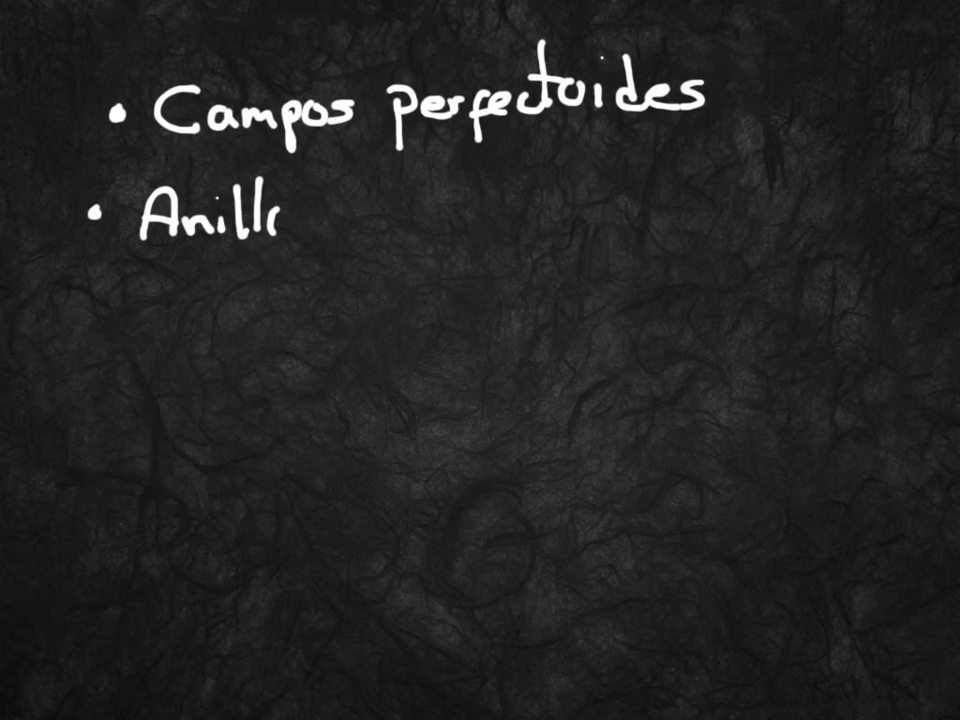 • Campos perfectoides
• Anill